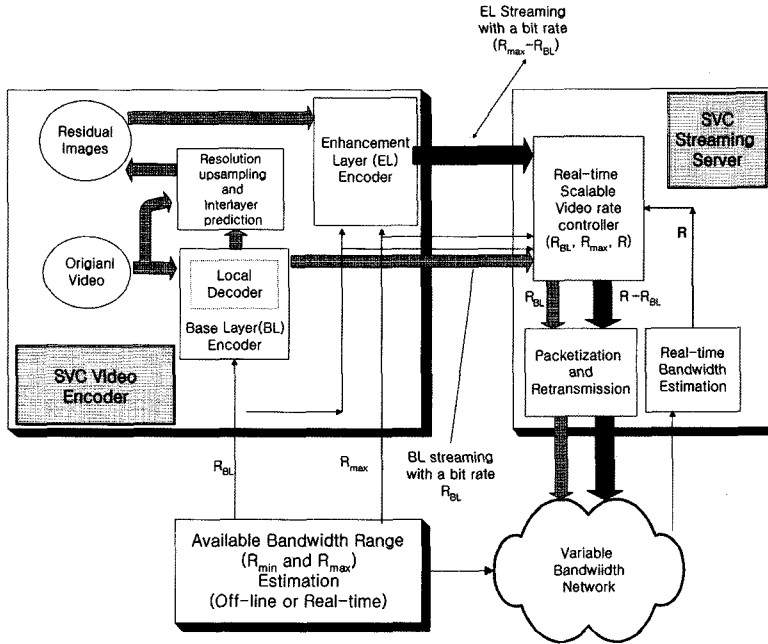 EL Streaming
with a bit rate
(Rmax-RBL)
Residual
Images
Enhancement
Layer (EL)
Encoder
SVC
Streaming
Server
Resolution
upsampling
and
Interlayer
prediction
Real-time
Scalable
Video rate
controller
(RBL, Rmax, R)
R
Origianl
Video
Local
Decoder
Base Layer(BL)
Encoder
RBL
R-RBL
SVC Video
Encoder
Packetization
and
Retransmission
Real-time
Bandwidth
Estimation
RBL
Rmax
BL streaming
with a bit rate
RBL
Available Bandwidth Range
(Rmin and Rmax)
Estimation
(Off-line or Real-time)
Variable
Bandwiidth
Network